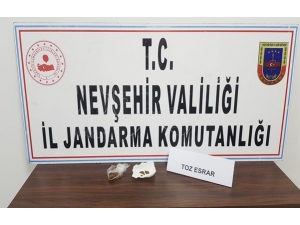 T.C.
NEVŞEHİR VALİLİĞİ
İL JANDARMA KOMUTANLIĞI
TOZ ESRAR